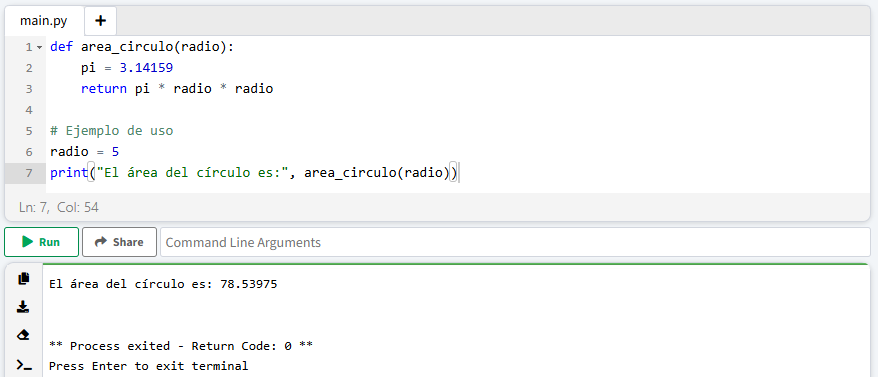 main.py +
1 def area_circulo(radio):
2     pi = 3.14159
3     return pi * radio * radio
4
5 # Ejemplo de uso
6 radio = 5
7 print("El área del círculo es:", area_circulo(radio))
Ln: 7, Col: 54
Run Share Command Line Arguments
El área del círculo es: 78.53975
** Process exited - Return Code: 0 **
Press Enter to exit terminal